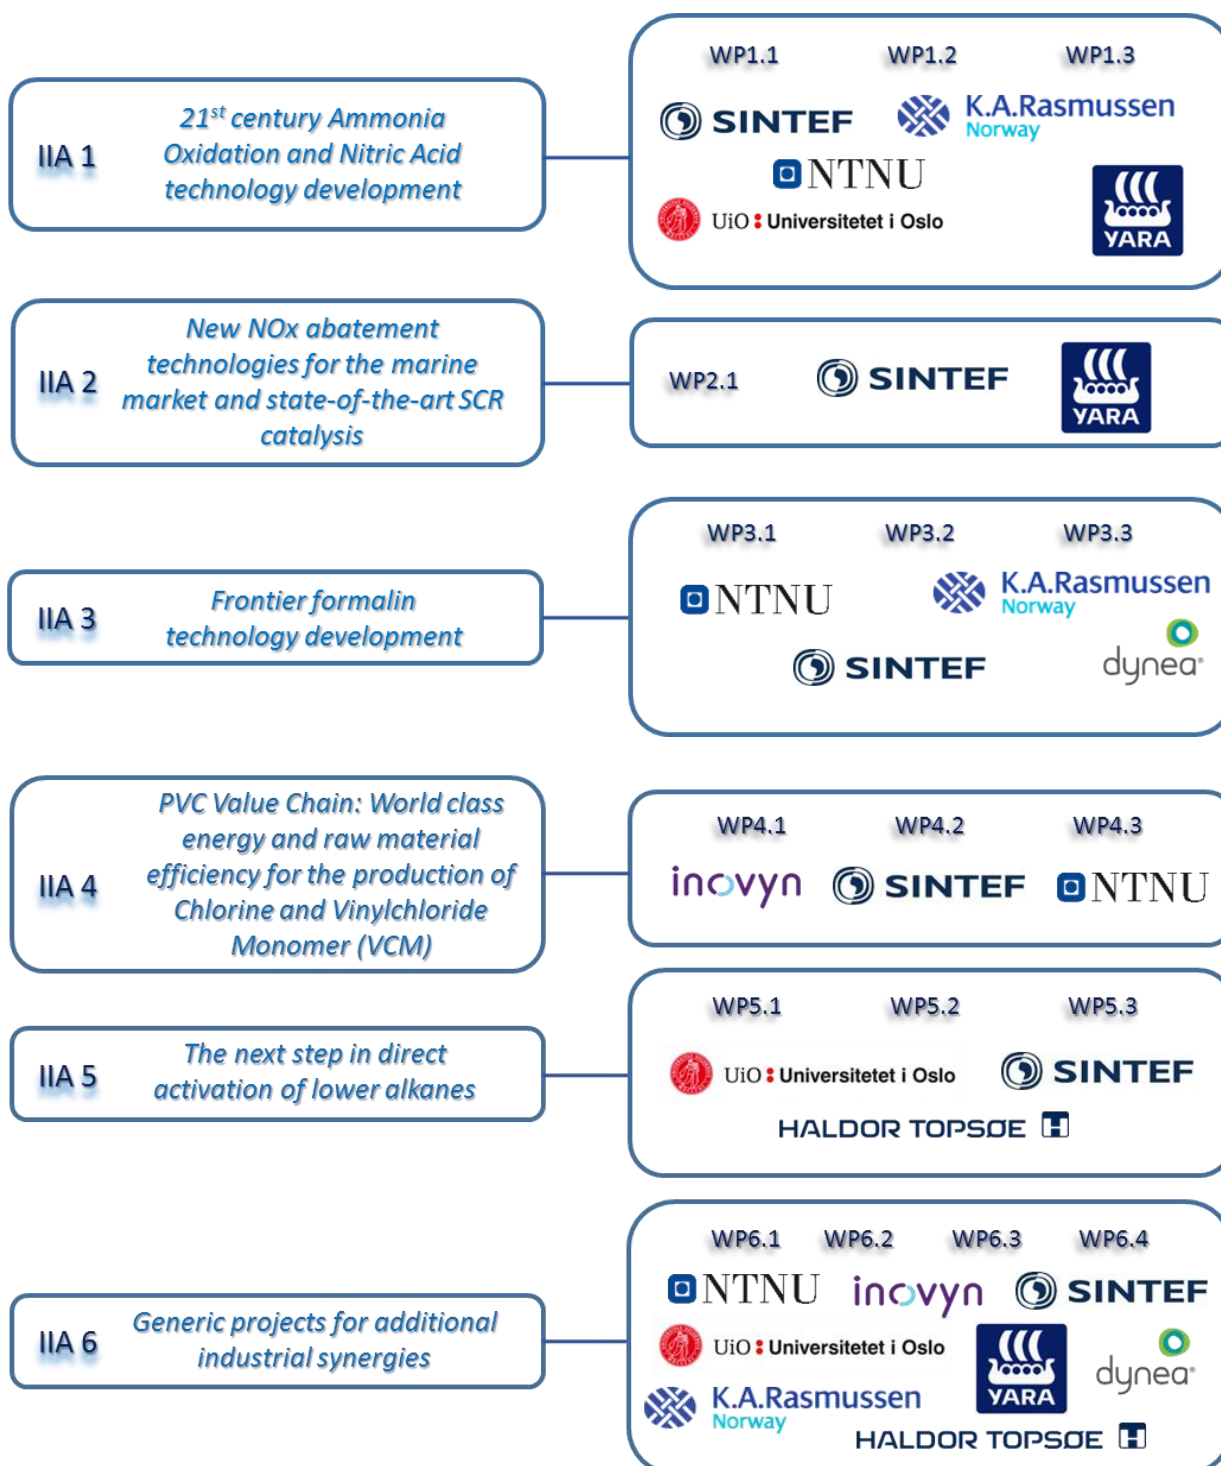 IIA 1
21st century Ammonia
Oxidation and Nitric Acid
technology development
WP1.1 WP1.2 WP1.3
SINTEF K.A.Rasmussen
Norway
NTNU
UiO : Universitetet i Oslo
YARA
IIA 2
New NOx abatement
technologies for the marine
market and state-of-the-art SCR
catalysis
WP2.1 SINTEF
YARA
IIA 3
Frontier formalin
technology development
WP3.1 WP3.2 WP3.3
NTNU K.A.Rasmussen
Norway
SINTEF dynea®
IIA 4
PVC Value Chain: World class
energy and raw material
efficiency for the production of
Chlorine and Vinylchloride
Monomer (VCM)
WP4.1 WP4.2 WP4.3
inovyn SINTEF NTNU
IIA 5
The next step in direct
activation of lower alkanes
WP5.1 WP5.2 WP5.3
UiO : Universitetet i Oslo SINTEF
HALDOR TOPSØE H
IIA 6
Generic projects for additional
industrial synergies
WP6.1 WP6.2 WP6.3 WP6.4
NTNU inovyn SINTEF
UiO : Universitetet i Oslo
YARA dynea®
K.A.Rasmussen
Norway
HALDOR TOPSØE H